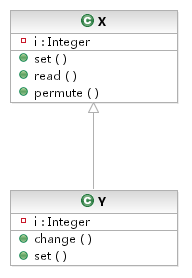 C X
i : Integer
set ( )
read ( )
permute ( )
C Y
i : Integer
change ( )
set ( )